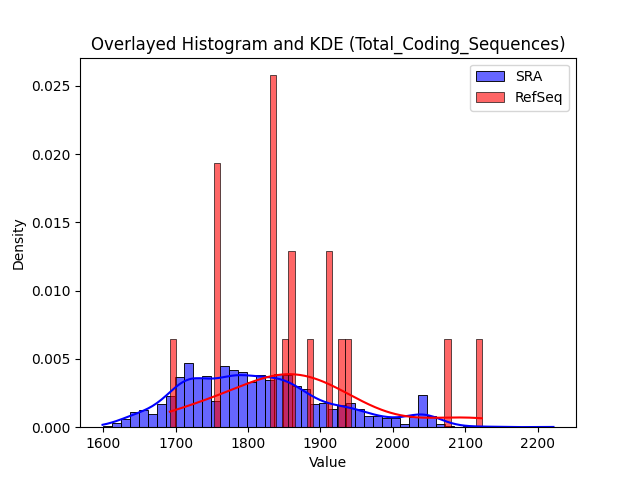 Overlayed Histogram and KDE (Total_Coding_Sequences)
SRA
RefSeq
0.025
0.020
0.015
0.010
0.005
0.000
Density
1600 1700 1800 1900 2000 2100 2200
Value